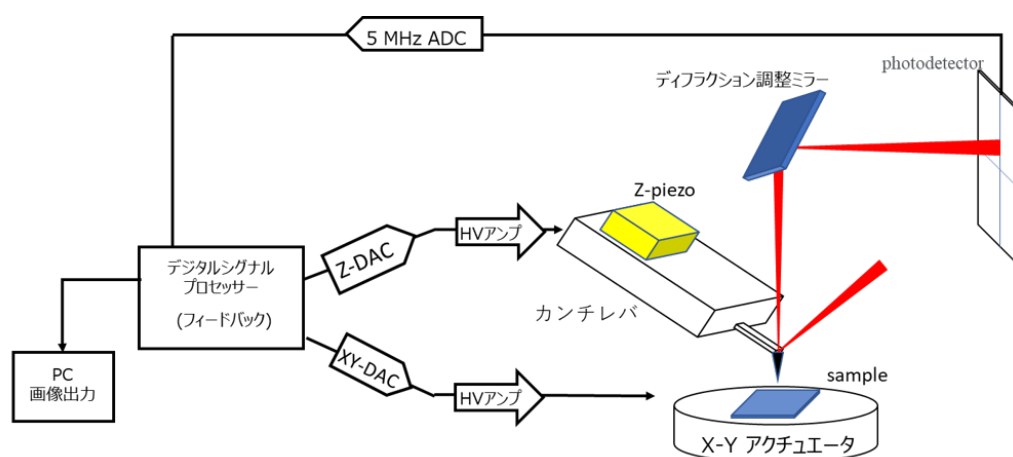 5 MHz ADC
photodetector
ディフラクション調整ミラー
Z-piezo
Z-DAC
HVアンプ
デジタルシグナル
プロセッサー
(フィードバック)
カンチレバ
PC
画像出力
XY-DAC
HVアンプ
sample
X-Y アクチュエータ